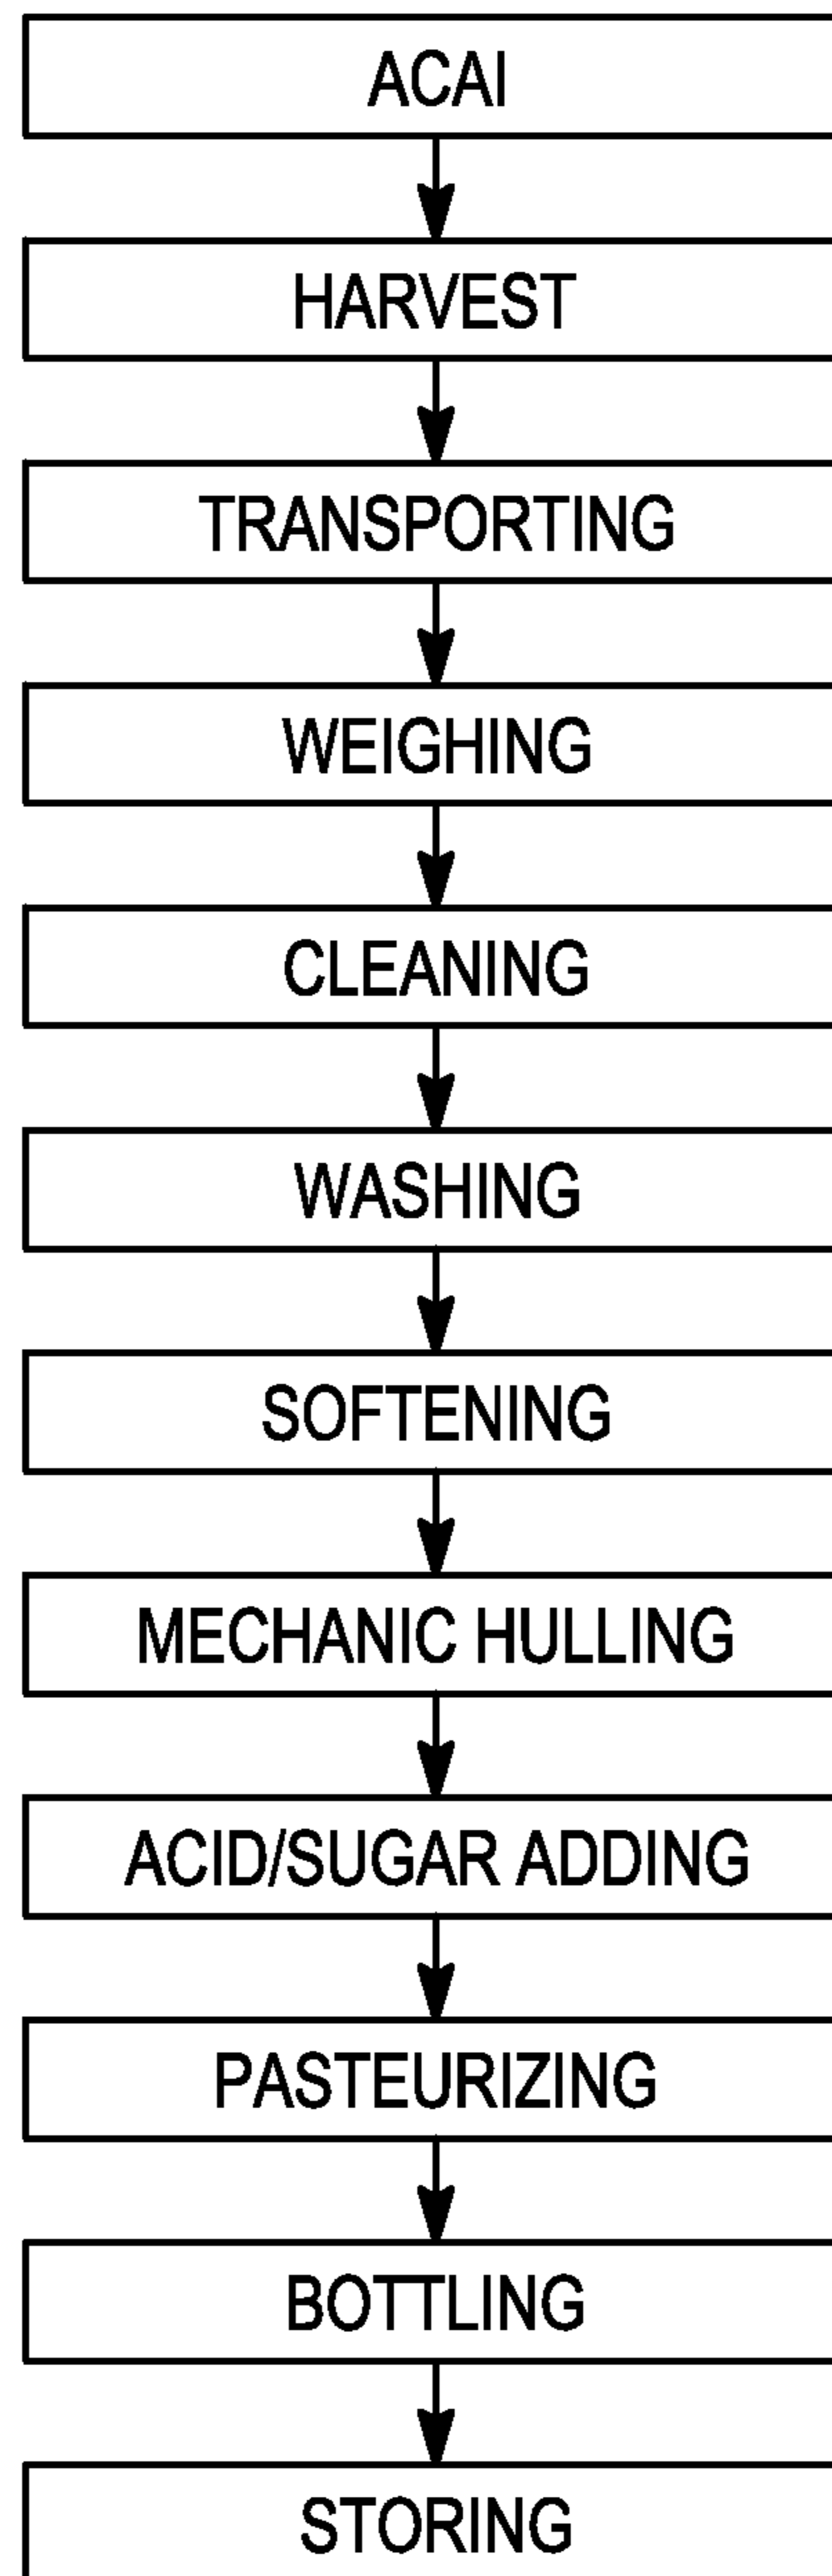 ACAI
HARVEST
TRANSPORTING
WEIGHING
CLEANING
WASHING
SOFTENING
MECHANIC HULLING
ACID/SUGAR ADDING
PASTEURIZING
BOTTLING
STORING